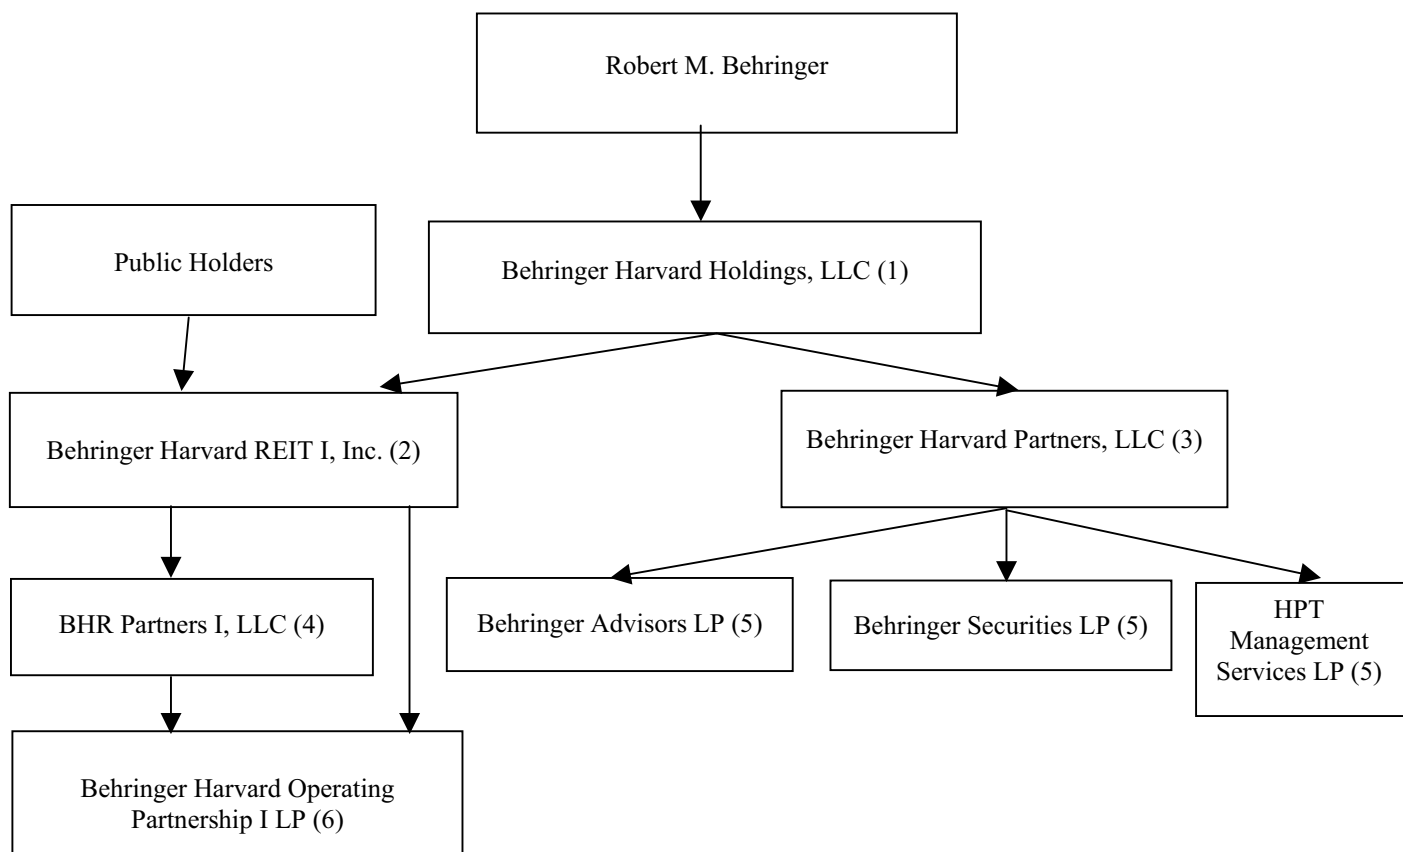 Robert M. Behringer
Public Holders
Behringer Harvard Holdings, LLC (1)
Behringer Harvard REIT I, Inc. (2)
Behringer Harvard Partners, LLC (3)
BHR Partners I, LLC (4)
Behringer Advisors LP (5)
Behringer Securities LP (5)
HPT
Management
Services LP (5)
Behringer Harvard Operating
Partnership I LP (6)